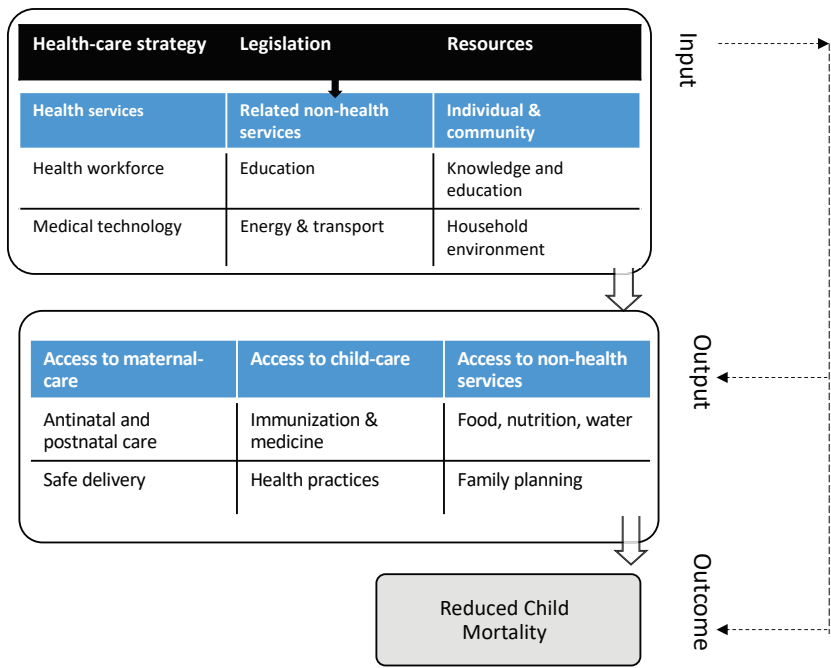 Health-care strategy Legislation Resources
Health services
Related non-health
services
Individual &
community
Health workforce
Education
Knowledge and
education
Medical technology
Energy & transport
Household
environment
Input
Access to maternal-
care
Access to child-care
Access to non-health
services
Antinatal and
postnatal care
Immunization &
medicine
Food, nutrition, water
Safe delivery
Health practices
Family planning
Output
Reduced Child
Mortality
Outcome